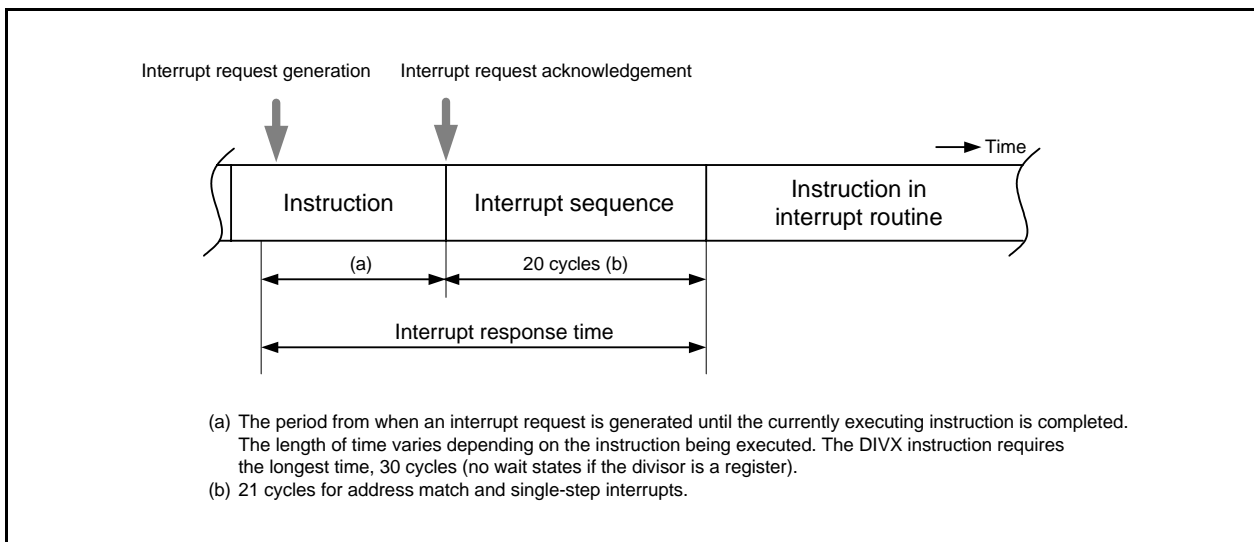 Interrupt request generation
Interrupt request acknowledgement
Time
Instruction
Interrupt sequence
Instruction in
interrupt routine
(a)
20 cycles (b)
Interrupt response time
(a) The period from when an interrupt request is generated until the currently executing instruction is completed.
The length of time varies depending on the instruction being executed. The DIVX instruction requires
the longest time, 30 cycles (no wait states if the divisor is a register).
(b) 21 cycles for address match and single-step interrupts.